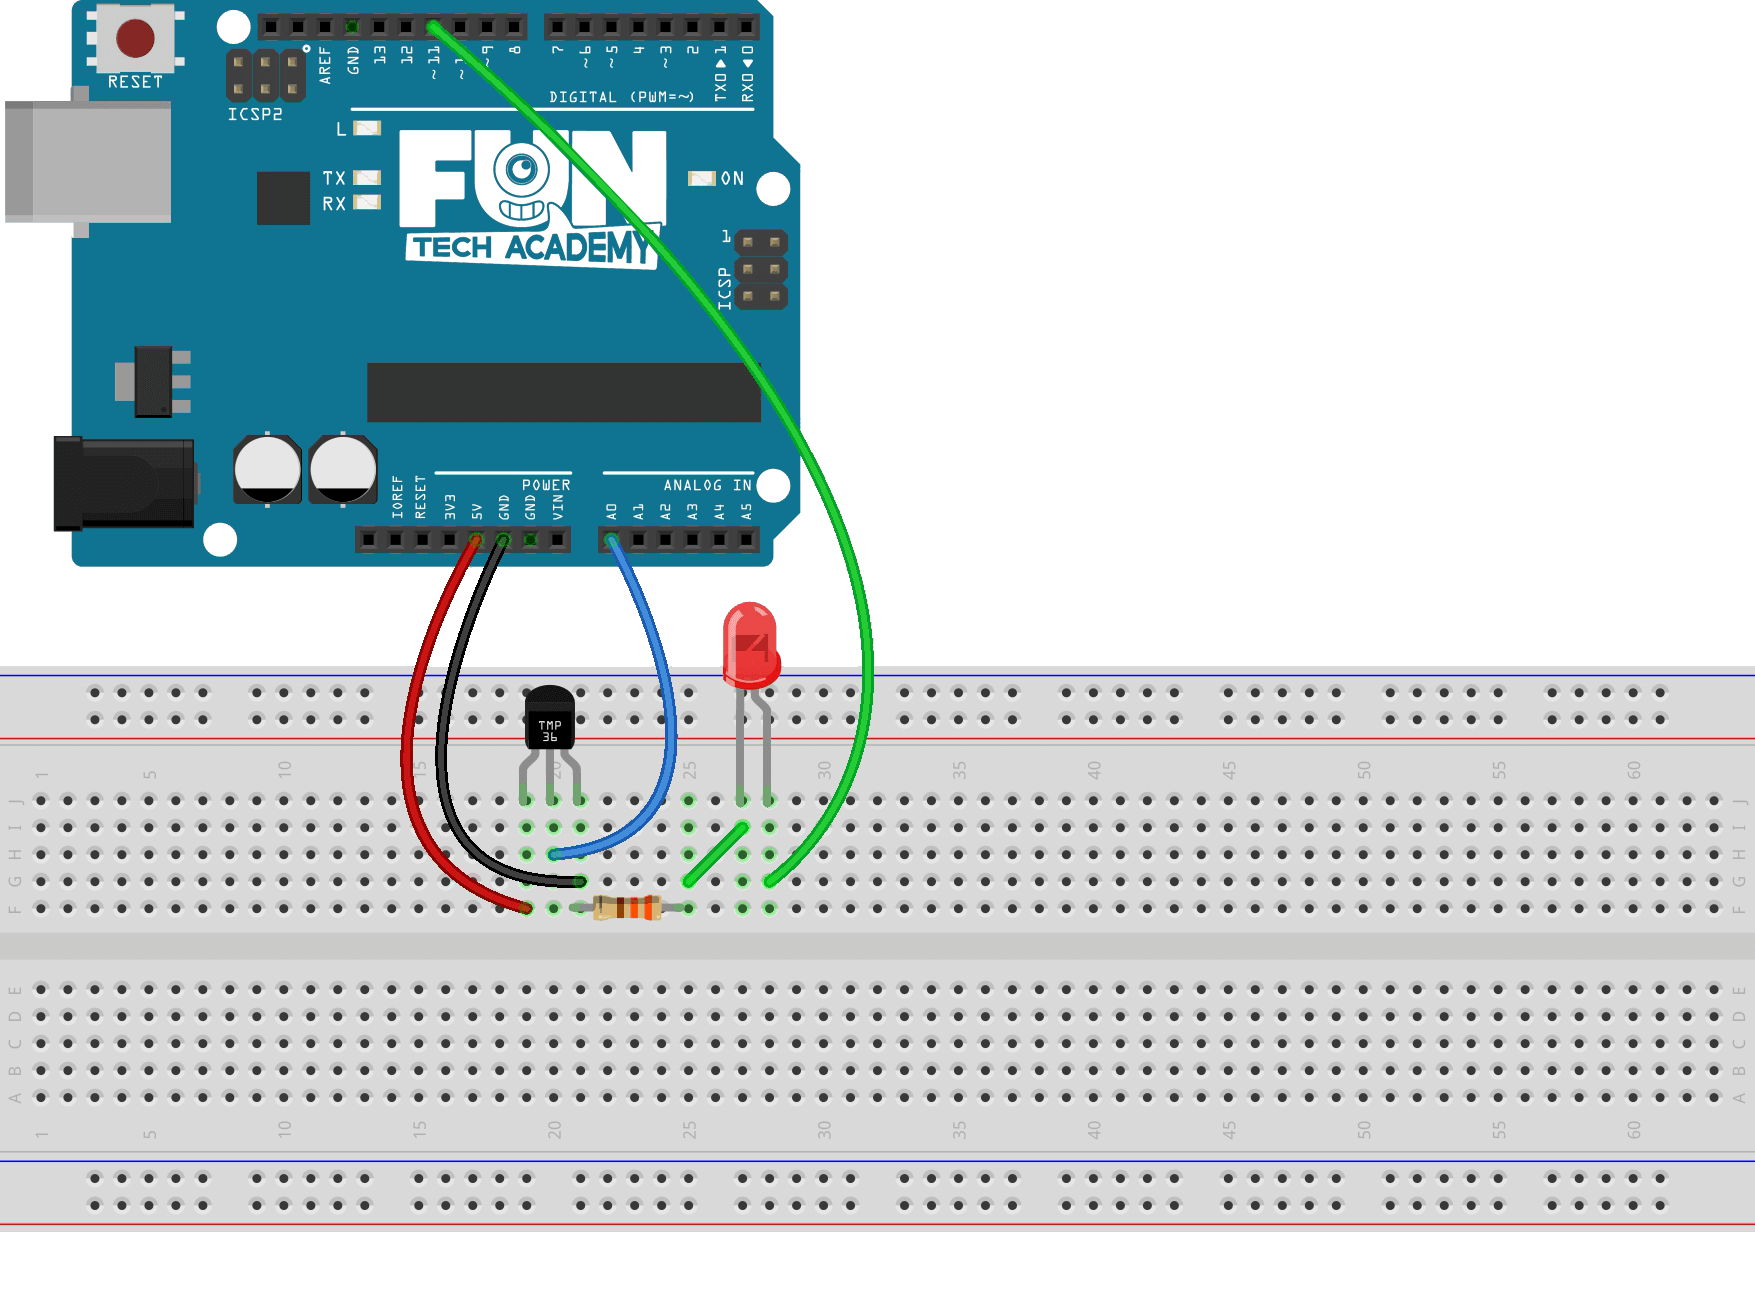 RESET
ICSP2
AREF
GND
13
12
~11
~1
~9
8
7
~6
~5
4
~3
2
TX0▶1
RX0◀0
DIGITAL (PWM=~)
L
TX
RX
ON
FUN
TECH ACADEMY
1
ICSP
POWER
ANALOG IN
IOREF
RESET
3V3
5V
GND
GND
VIN
A0
A1
A2
A3
A4
A5
TMP
36
1 5 10 15 20 25 30 35 40 45 50 55 60
J J
I I
H H
G G
F F
E E
D D
C C
B B
A A
1 5 10 15 20 25 30 35 40 45 50 55 60